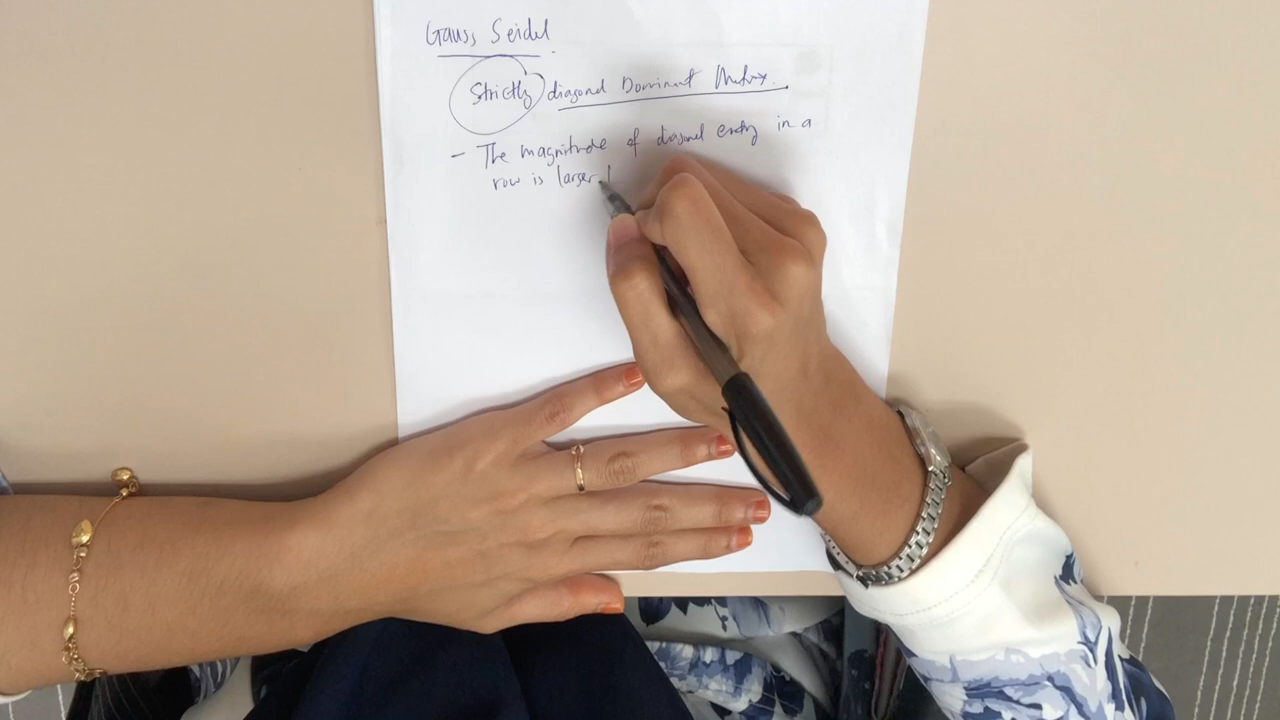 Gauss Seidel
Strictly diagonal Dominant Matrix.
- The magnitude of diagonal entry in a
row is larger